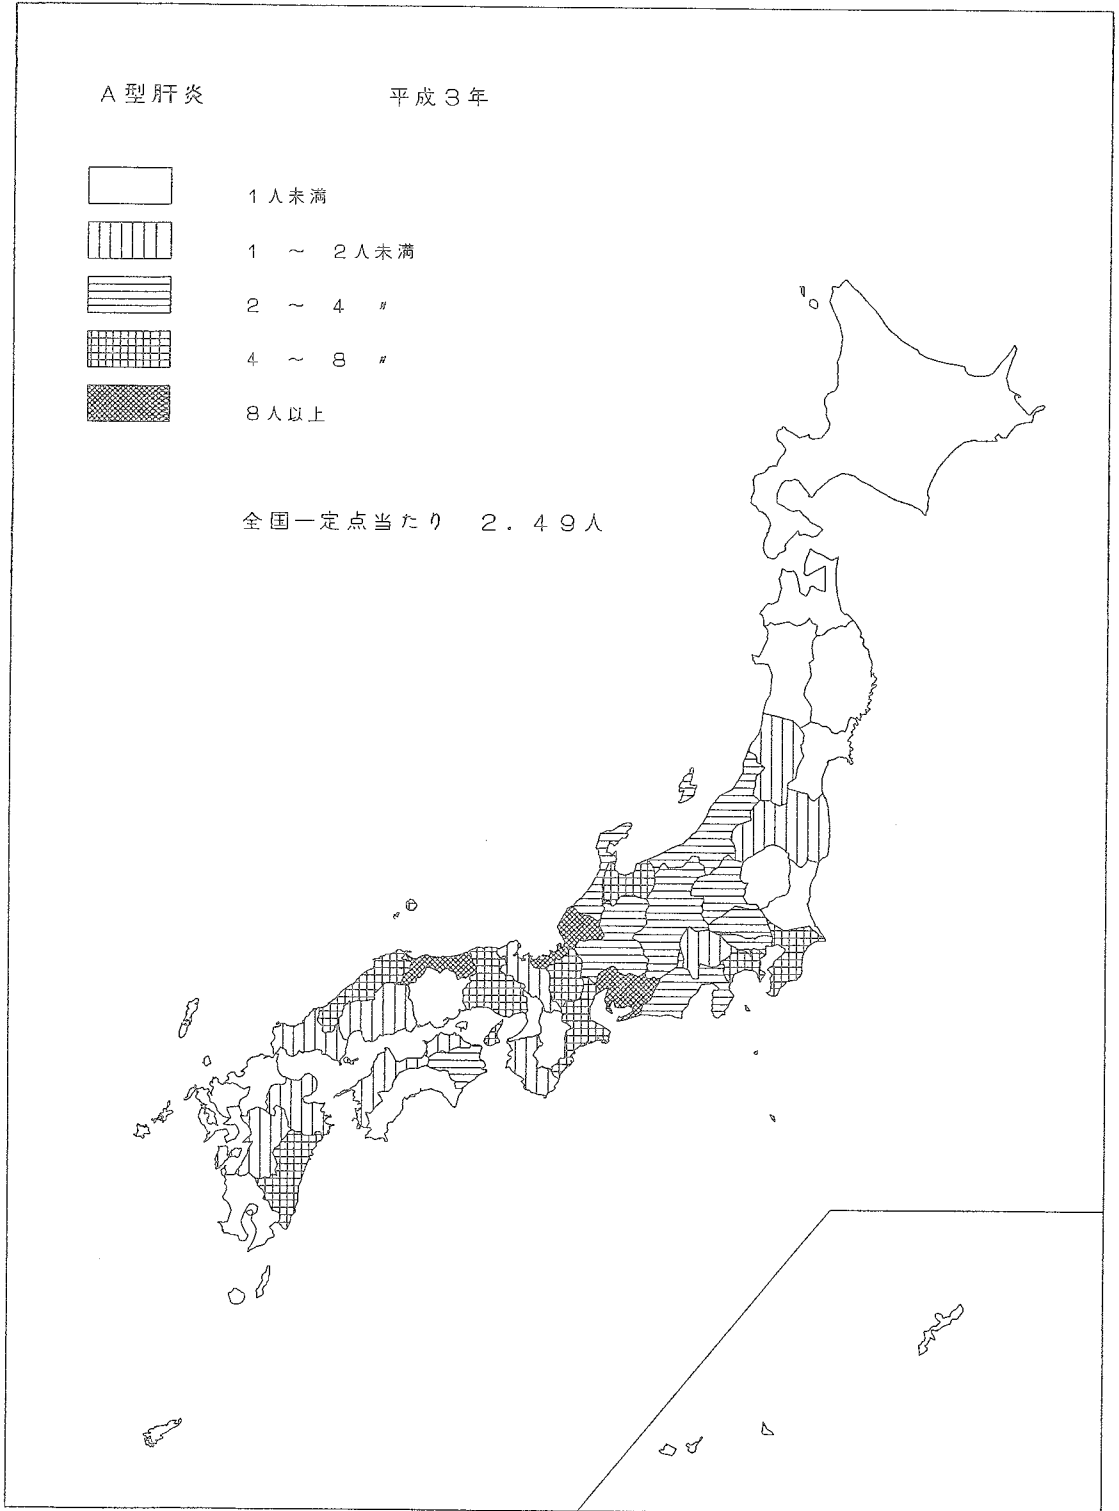 A型肝炎　平成3年
1人未満
1 ～ 2人未満
2 ～ 4 〃
4 ～ 8 〃
8人以上
全国一定点当たり 2.49人